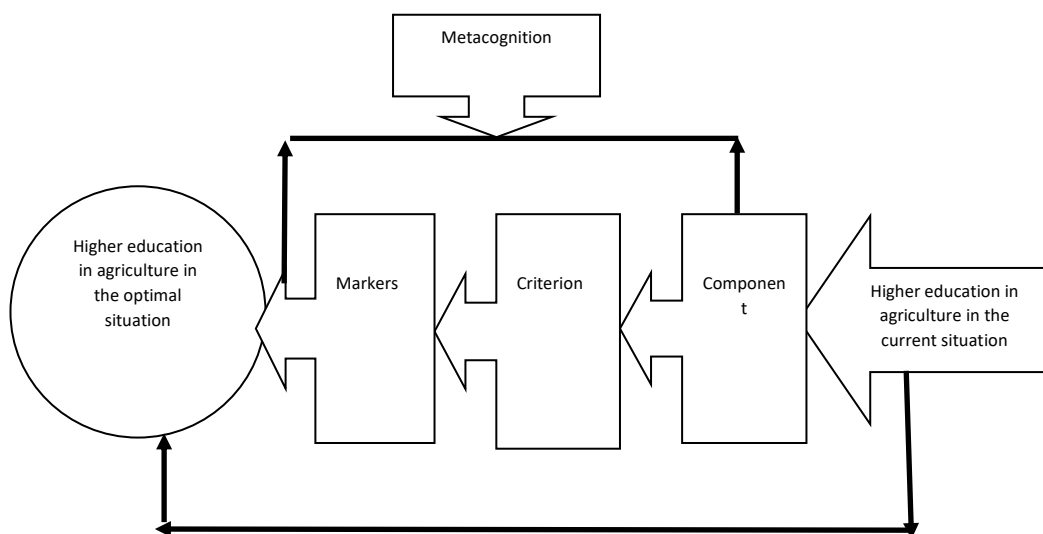 Metacognition
Higher education
in agriculture in
the optimal
situation
Markers
Criterion
Componen
t
Higher education in
agriculture in the
current situation